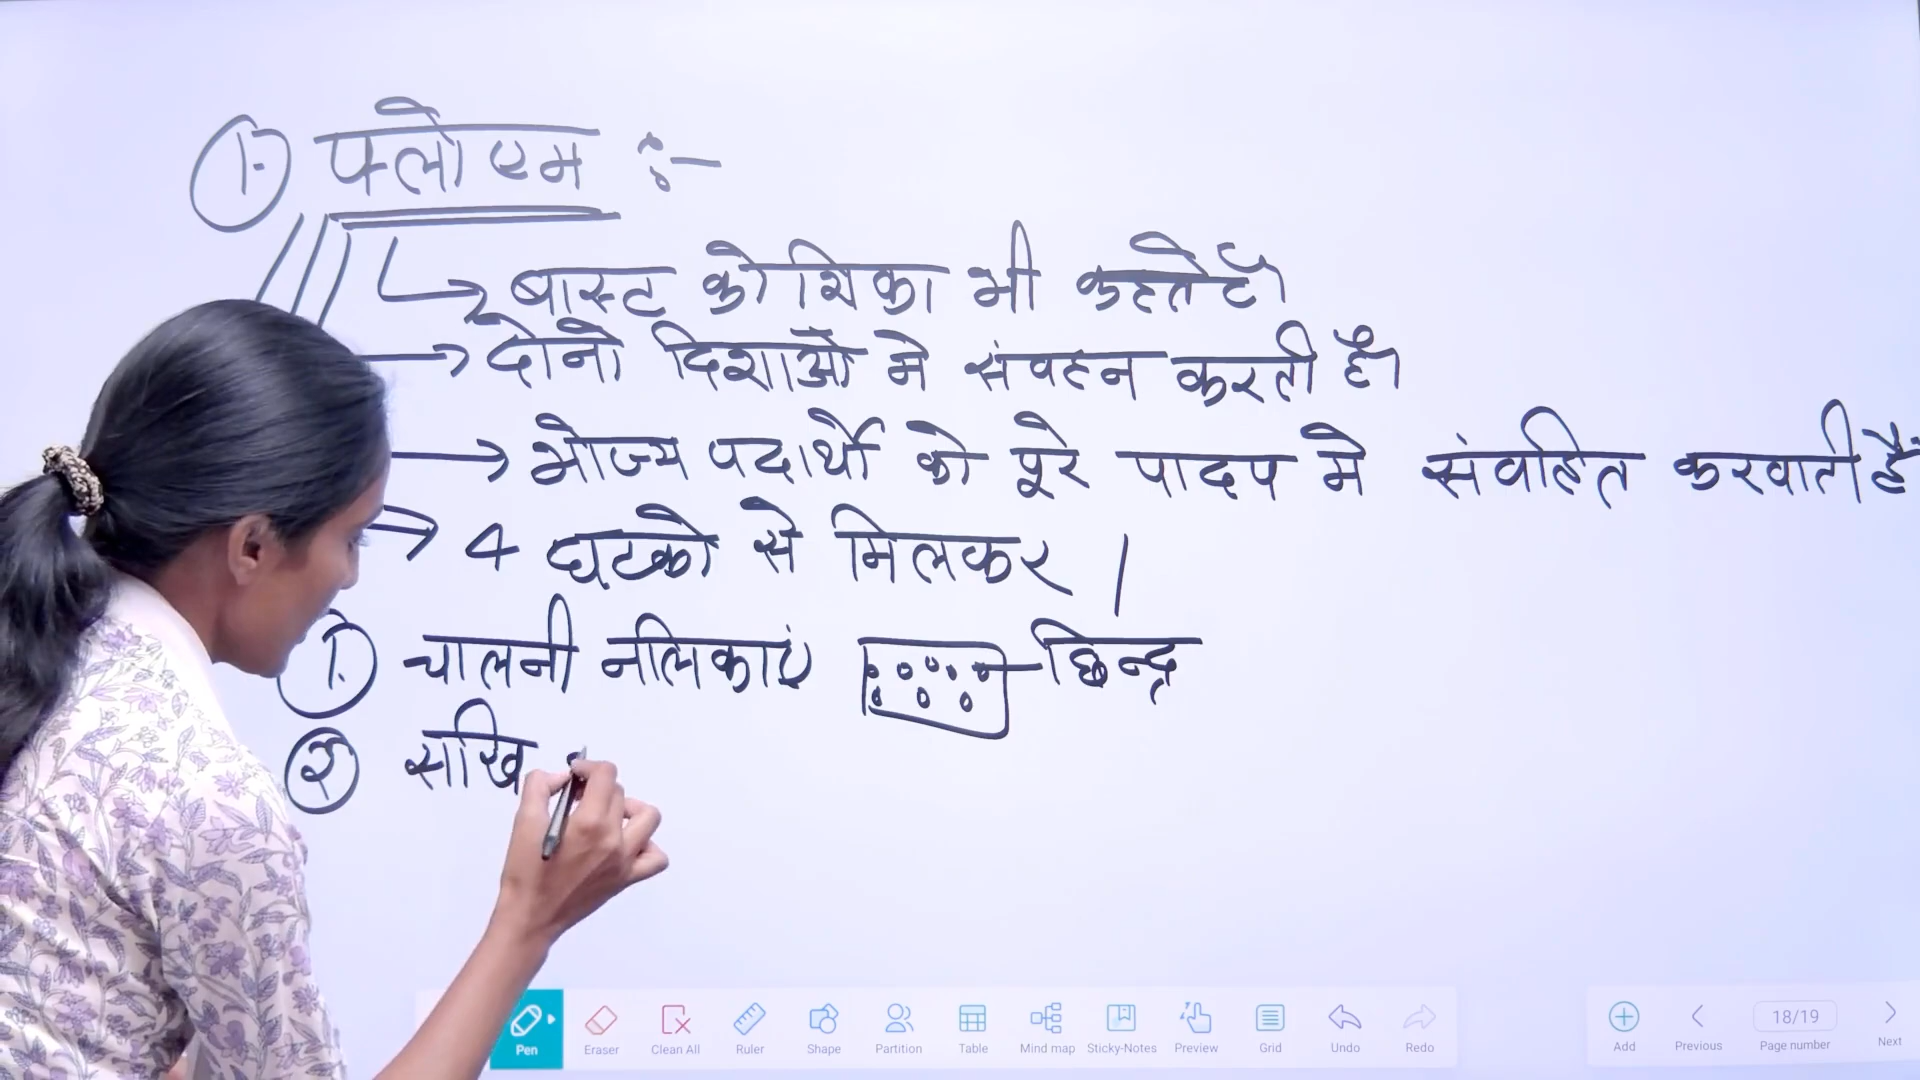 1. फ्लोएम :-
बास्ट कोशिका भी कहते है।
→ दोनो दिशाओ मे संवहन करती है।
→ भोज्य पदार्थो को पूरे पादप मे संवहित करवाती है
→ 4 घटको से मिलकर |
1. चालनी नलिकाएं छिन्द्र
2. साखि
Pen Eraser Clean All Ruler Shape Partition Table Mind map Sticky-Notes Preview Grid Undo Redo Add Previous 18/19 Page number Next